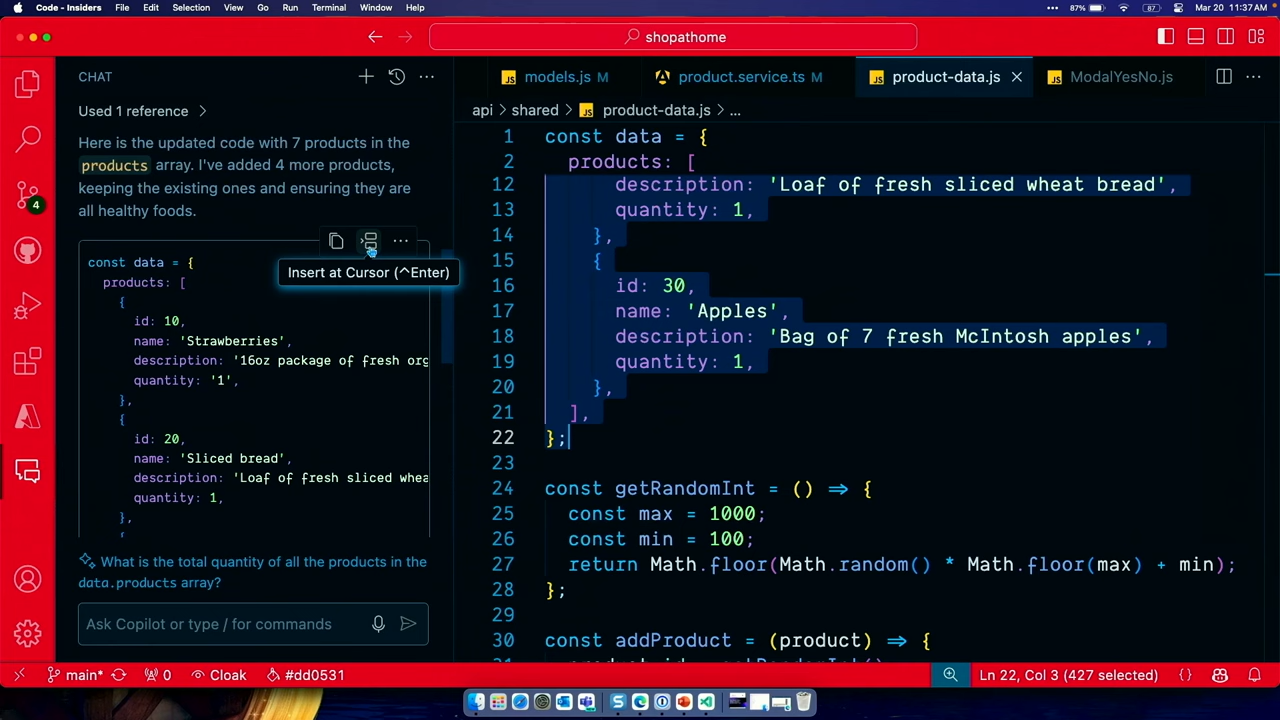 Code - Insiders File Edit Selection View Go Run Terminal Window Help
87% 87 Mar 20 11:37AM
shopathome
CHAT
Used 1 reference
Here is the updated code with 7 products in the
products array. I've added 4 more products,
keeping the existing ones and ensuring they are
all healthy foods.
Insert at Cursor (^Enter)
const data = {
products: [
{
id: 10,
name: 'Strawberries',
description: '16oz package of fresh org
quantity: '1',
},
{
id: 20,
name: 'Sliced bread',
description: 'Loaf of fresh sliced whea
quantity: 1,
},
{
What is the total quantity of all the products in the
data.products array?
Ask Copilot or type / for commands
4
JS models.js M
product.service.ts M
JS product-data.js
JS ModalYesNo.js
api > shared > JS product-data.js > ...
1 const data = {
2 products: [
12 description: 'Loaf of fresh sliced wheat bread',
13 quantity: 1,
14 },
15 {
16 id: 30,
17 name: 'Apples',
18 description: 'Bag of 7 fresh McIntosh apples',
19 quantity: 1,
20 },
21 ],
22 };
23
24 const getRandomInt = () => {
25 const max = 1000;
26 const min = 100;
27 return Math.floor(Math.random() * Math.floor(max) + min);
28 };
29
30 const addProduct = (product) => {
main* 0 Cloak #dd0531
Ln 22, Col 3 (427 selected) {}